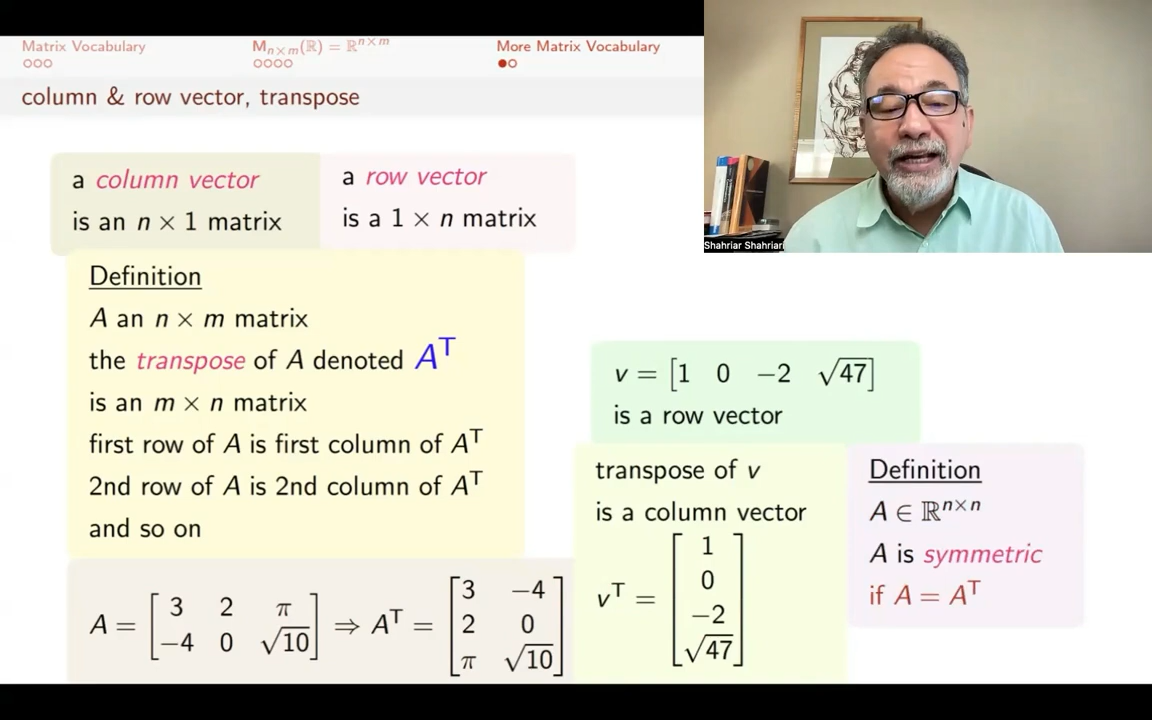 Matrix Vocabulary
M_{n×m}(ℝ) = ℝ^{n×m}
More Matrix Vocabulary
column & row vector, transpose
a column vector
is an n × 1 matrix
a row vector
is a 1 × n matrix
Definition
A an n × m matrix
the transpose of A denoted A^T
is an m × n matrix
first row of A is first column of A^T
2nd row of A is 2nd column of A^T
and so on
A = [3 2 π; −4 0 √10] ⇒ A^T = [3 −4; 2 0; π √10]
v = [1 0 −2 √47]
is a row vector
transpose of v
is a column vector
v^T = [1; 0; −2; √47]
Definition
A ∈ ℝ^{n×n}
A is symmetric
if A = A^T
Shahriar Shahriari